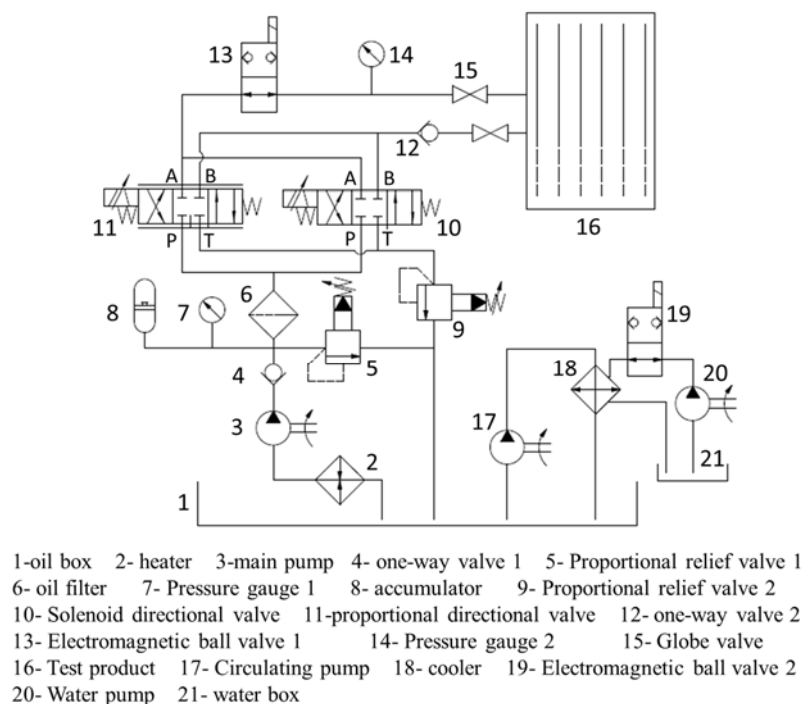 13
14
15
12
A B
A B
11
10
P T
P T
16
8
7
6
5
9
19
18
4
20
3
17
2
21
1
1-oil box 2- heater 3-main pump 4- one-way valve 1 5- Proportional relief valve 1
6- oil filter 7- Pressure gauge 1 8- accumulator 9- Proportional relief valve 2
10- Solenoid directional valve 11-proportional directional valve 12- one-way valve 2
13- Electromagnetic ball valve 1 14- Pressure gauge 2 15- Globe valve
16- Test product 17- Circulating pump 18- cooler 19- Electromagnetic ball valve 2
20- Water pump 21- water box